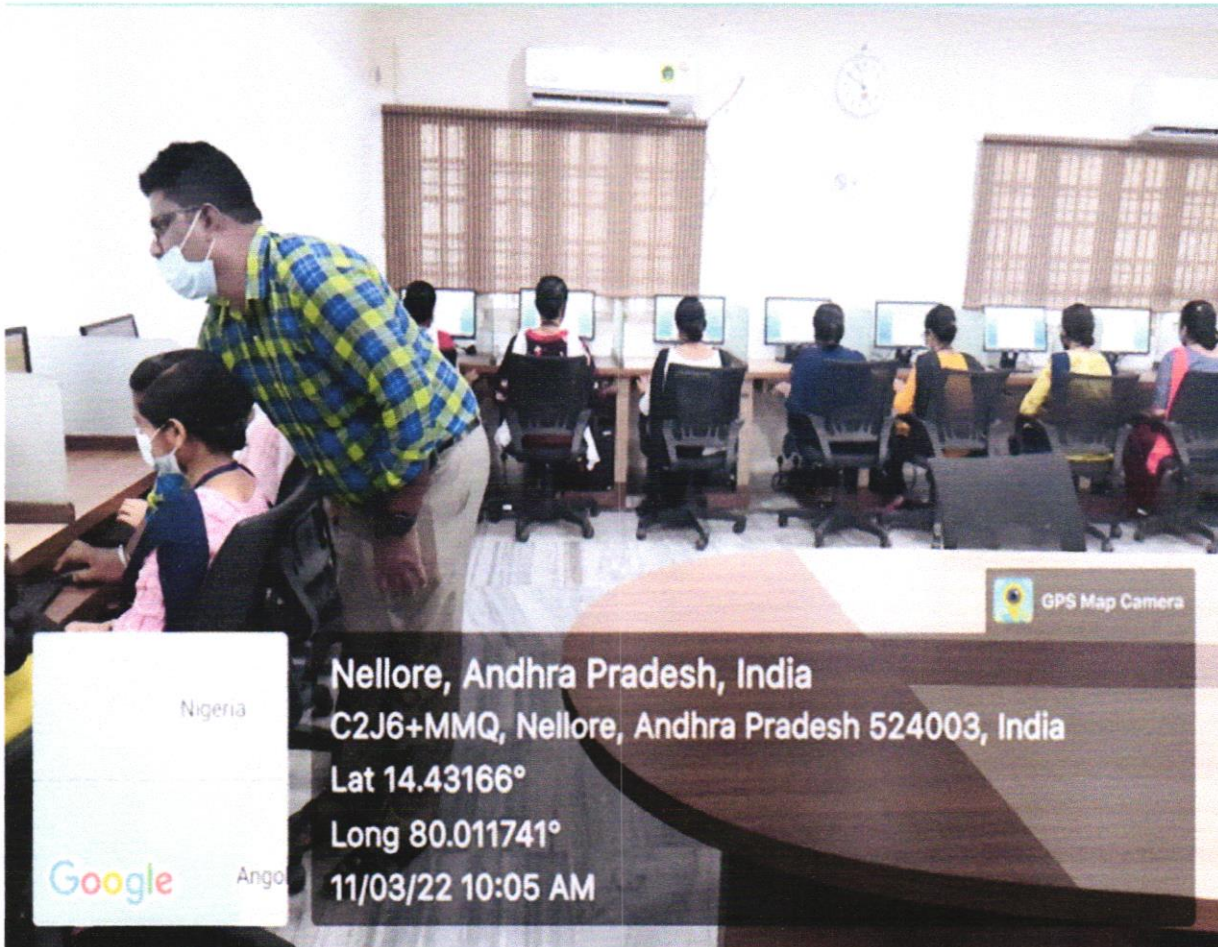 GPS Map Camera
Nellore, Andhra Pradesh, India
C2J6+MMQ, Nellore, Andhra Pradesh 524003, India
Lat 14.43166°
Long 80.011741°
11/03/22 10:05 AM
Nigeria
Ango
Google